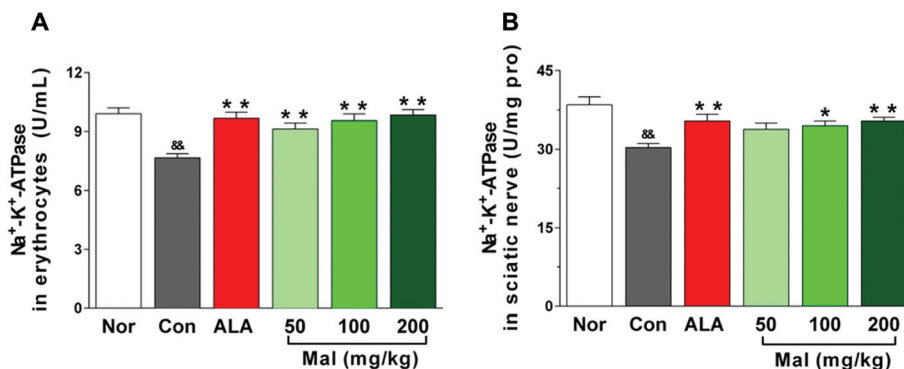 A
Na⁺-K⁺-ATPase
in erythrocytes (U/mL)
12
9
6
3
0
&&
* *
* *
* *
* *
Nor Con ALA 50 100 200
Mal (mg/kg)
B
Na⁺-K⁺-ATPase
in sciatic nerve (U/mg pro)
45
30
15
0
&&
* *
*
* *
Nor Con ALA 50 100 200
Mal (mg/kg)